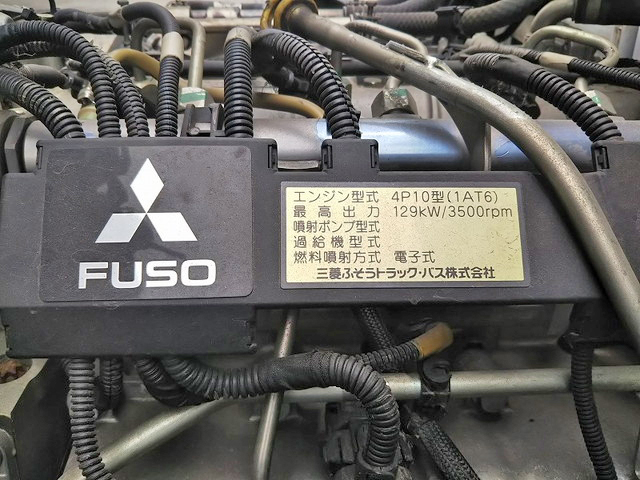 FUSO
エンジン型式 4P10型(1AT6)
最高出力 129kW/3500rpm
噴射ポンプ型式
過給機型式
燃料噴射方式 電子式
三菱ふそうトラック・バス株式会社